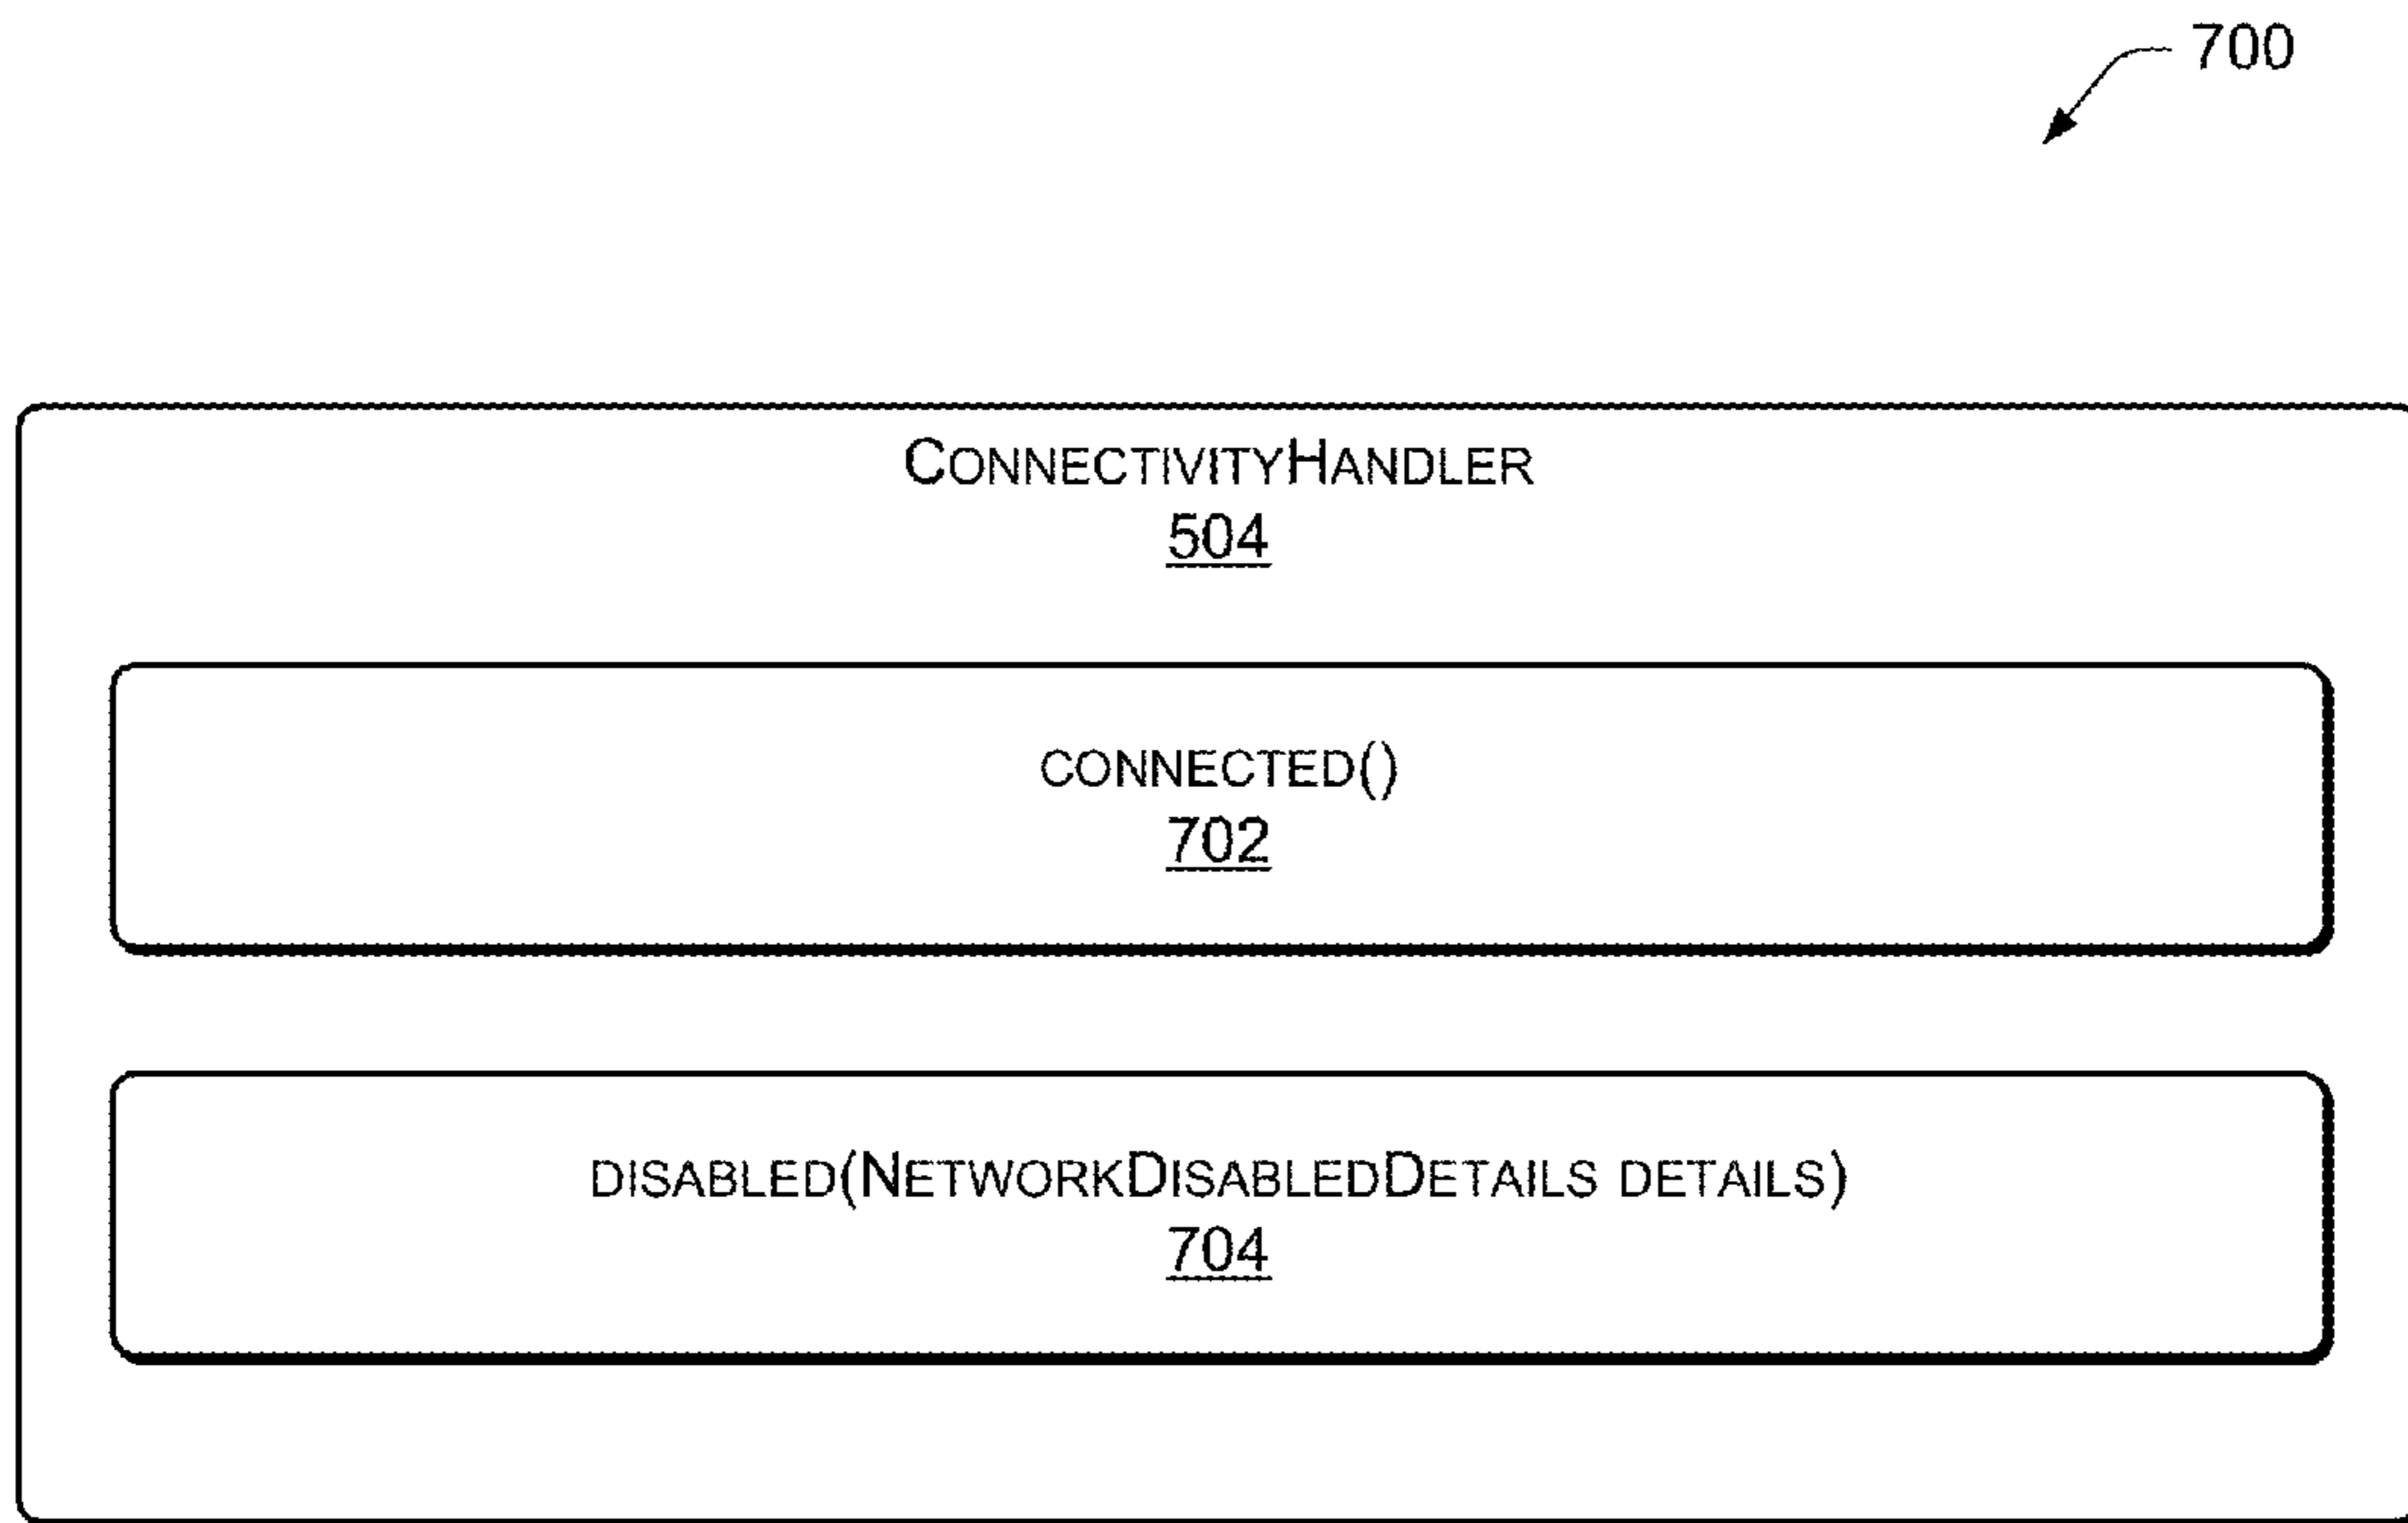 700
ConnectivityHandler
504
connected()
702
disabled(NetworkDisabledDetails details)
704